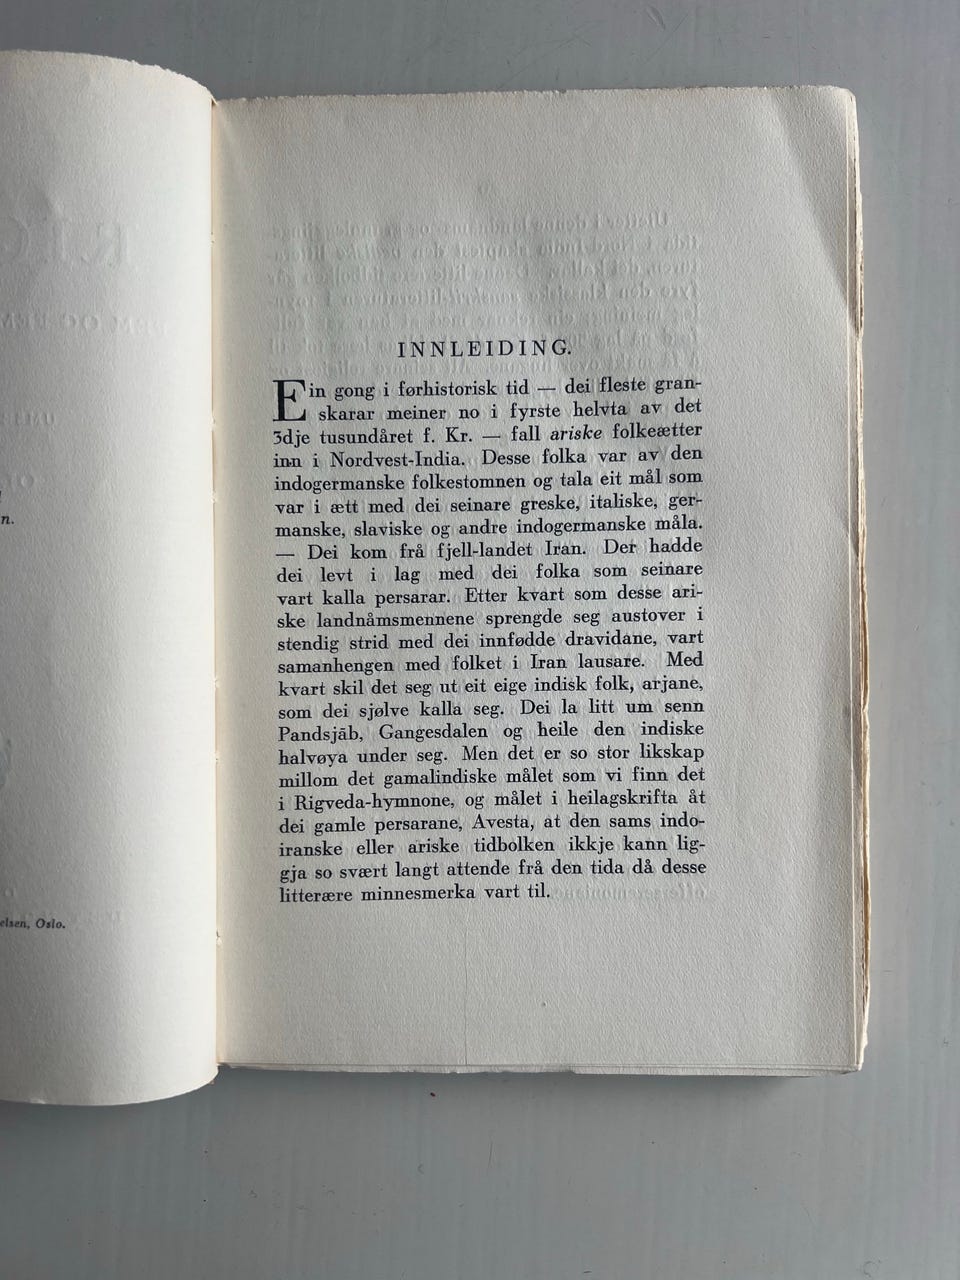 n.
elsen, Oslo.
INNLEIDING.
Ein gong i førhistorisk tid — dei fleste gran-
skarar meiner no i fyrste helvta av det
3dje tusundåret f. Kr. — fall ariske folkeætter
inn i Nordvest-India. Desse folka var av den
indogermanske folkestomnen og tala eit mål som
var i ætt med dei seinare greske, italiske, ger-
manske, slaviske og andre indogermanske måla.
— Dei kom frå fjell-landet Iran. Der hadde
dei levt i lag med dei folka som seinare
vart kalla persarar. Etter kvart som desse ari-
ske landnåmsmennene sprengde seg austover i
stendig strid med dei innfødde dravidane, vart
samanhengen med folket i Iran lausare. Med
kvart skil det seg ut eit eige indisk folk, arjane,
som dei sjølve kalla seg. Dei la litt um senn
Pandsjāb, Gangesdalen og heile den indiske
halvøya under seg. Men det er so stor likskap
millom det gamalindiske målet som vi finn det
i Rigveda-hymnone, og målet i heilagskrifta åt
dei gamle persarane, Avesta, at den sams indo-
iranske eller ariske tidbolken ikkje kann lig-
gja so svært langt attende frå den tida då desse
litterære minnesmerka vart til.